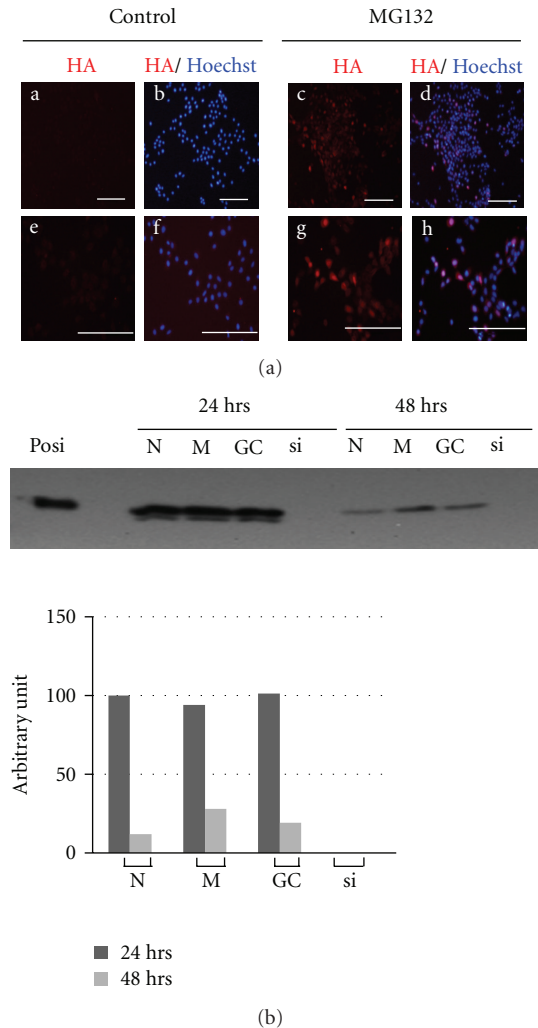 Control MG132
HA HA/ Hoechst HA HA/ Hoechst
a b c d
e f g h
(a)
24 hrs 48 hrs
Posi N M GC si N M GC si
150
100
50
0
Arbitrary unit
N M GC si
24 hrs
48 hrs
(b)